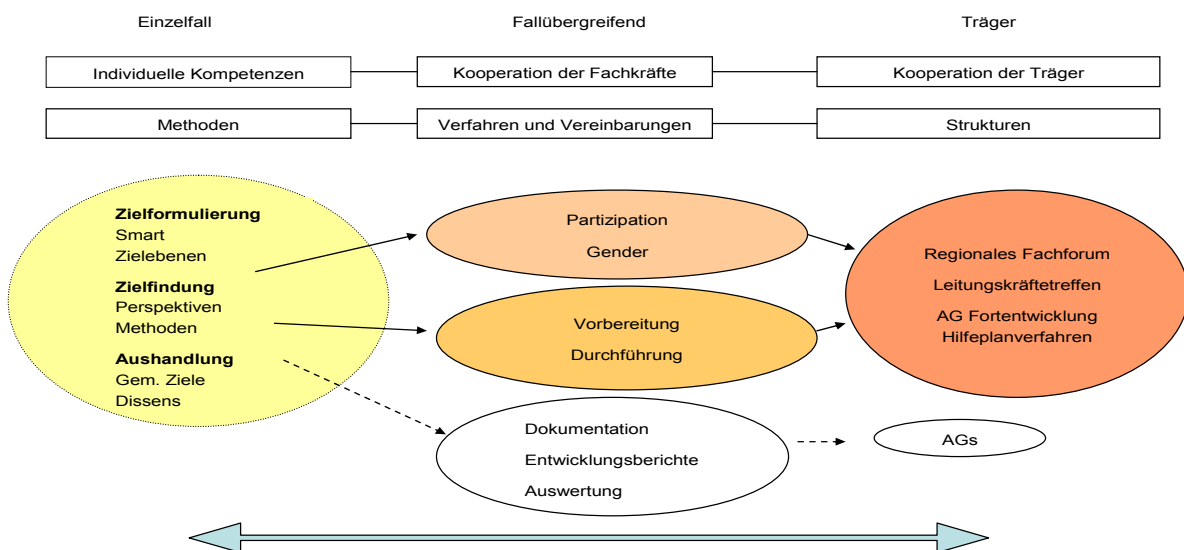 Einzelfall
Fallübergreifend
Träger
Individuelle Kompetenzen
Kooperation der Fachkräfte
Kooperation der Träger
Methoden
Verfahren und Vereinbarungen
Strukturen
Zielformulierung
Smart
Zielebenen
Zielfindung
Perspektiven
Methoden
Aushandlung
Gem. Ziele
Dissens
Partizipation
Gender
Vorbereitung
Durchführung
Dokumentation
Entwicklungsberichte
Auswertung
Regionales Fachforum
Leitungskräftetreffen
AG Fortentwicklung
Hilfeplanverfahren
AGs